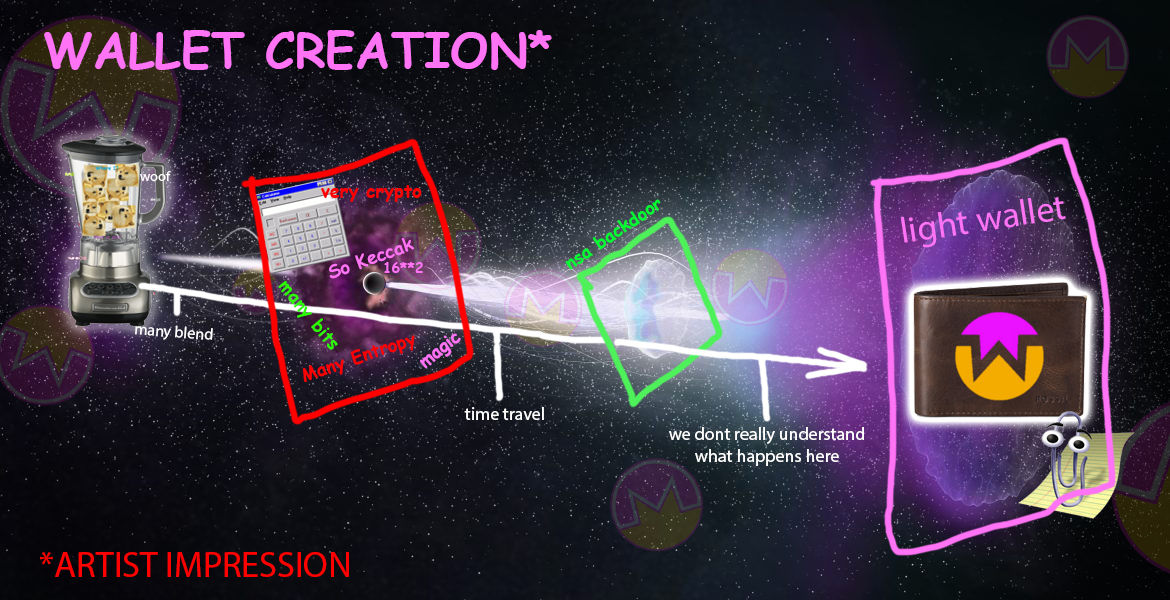 WALLET CREATION*
woof
many blend
very crypto
So Keccak
16**2
many bits
Many Entropy
magic
time travel
nsa backdoor
we dont really understand
what happens here
light wallet
*ARTIST IMPRESSION